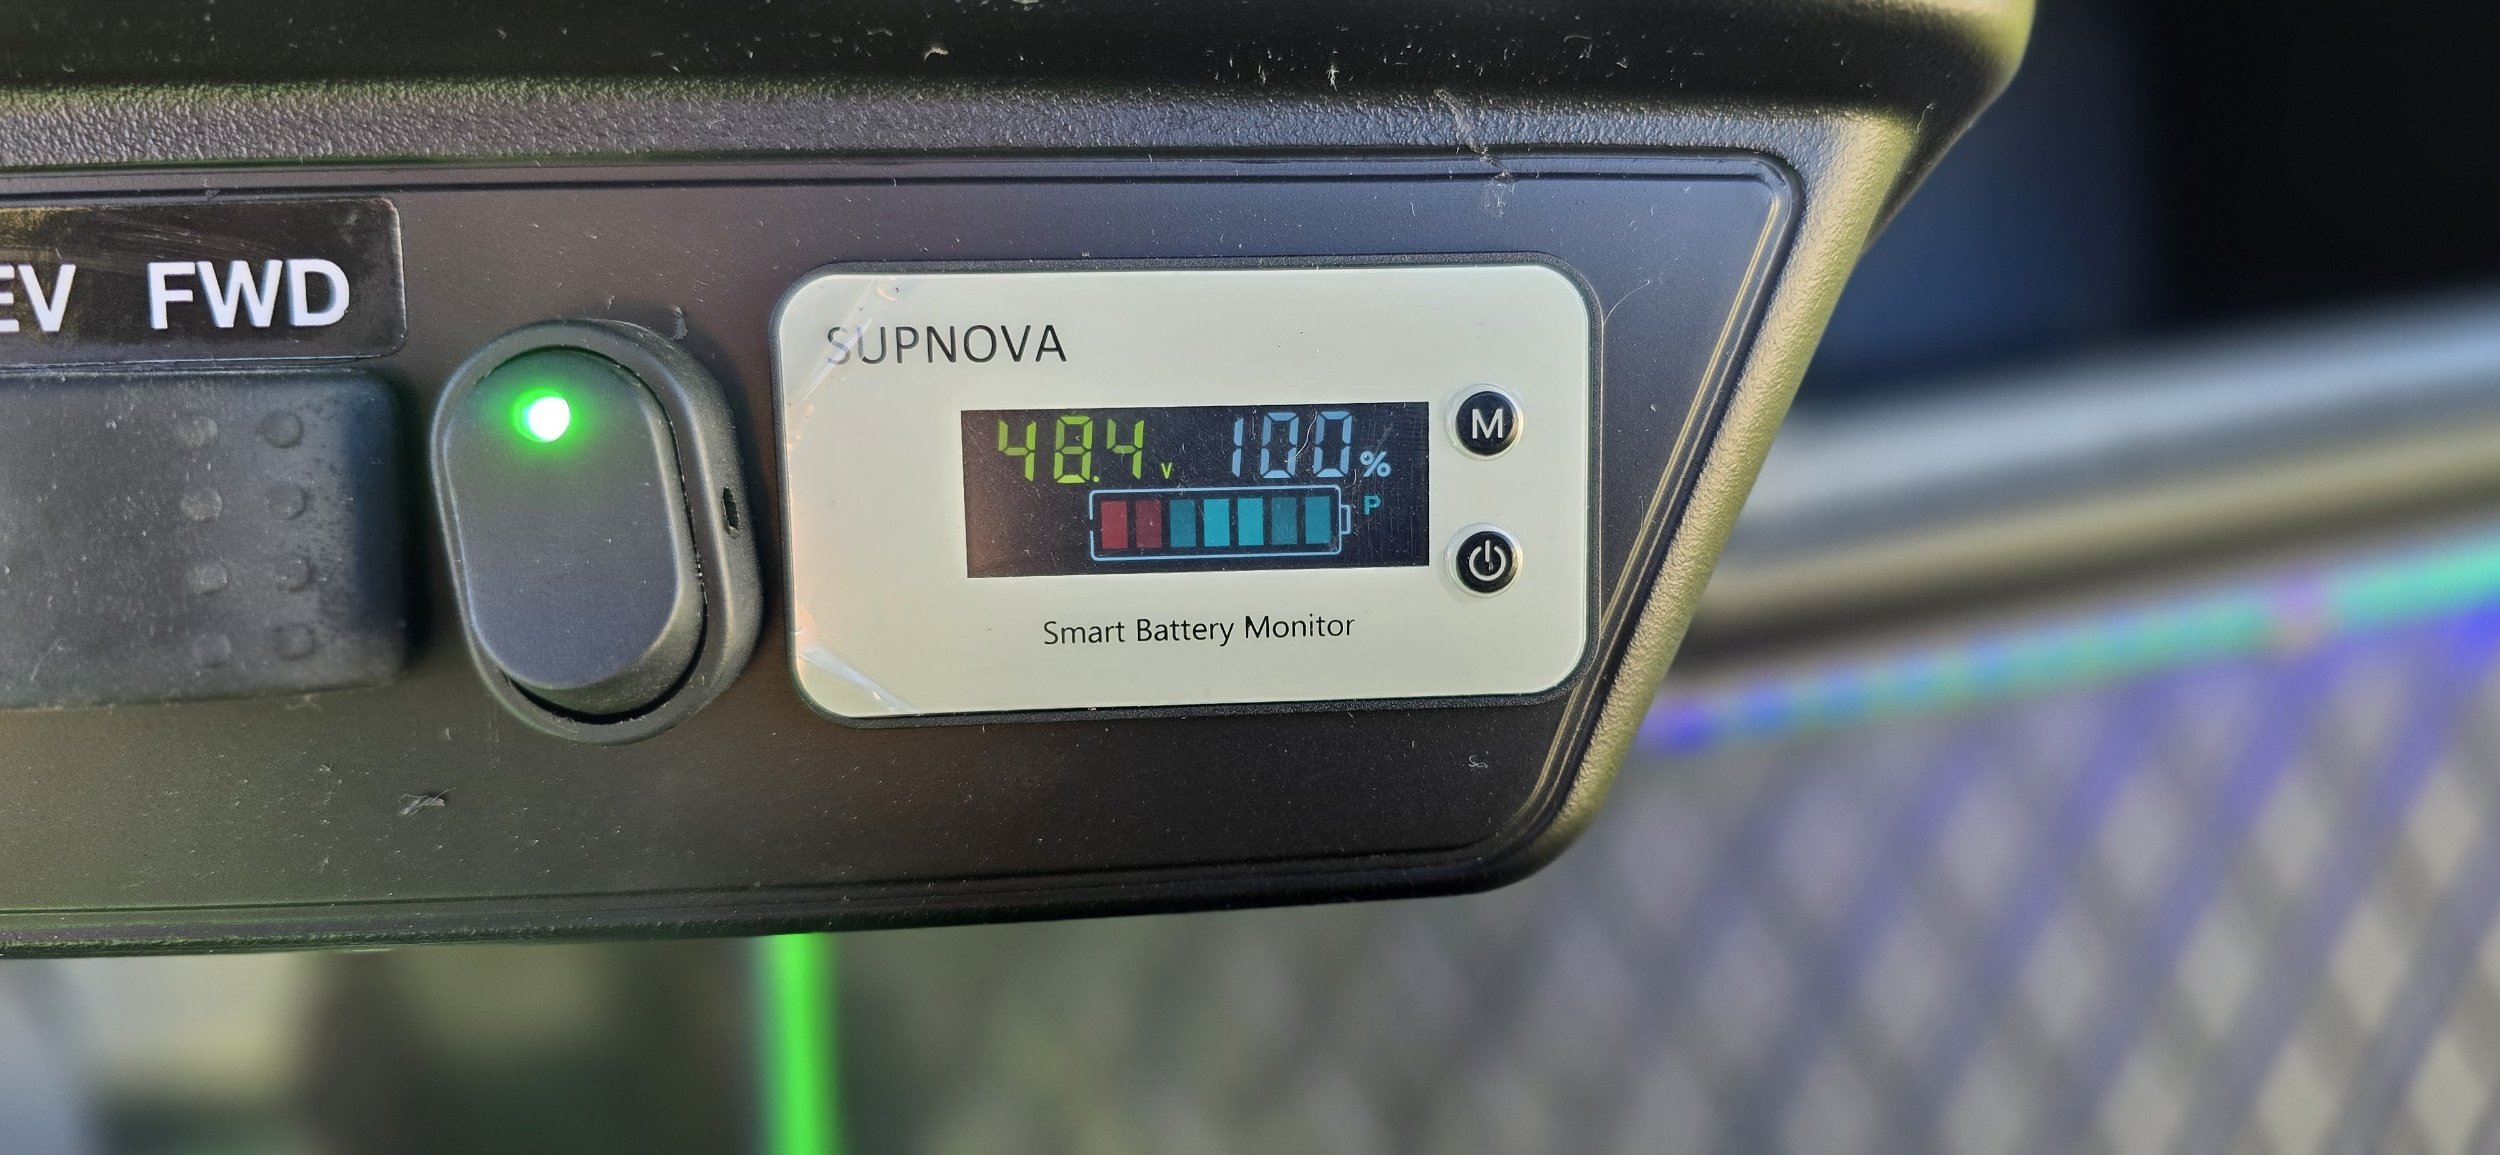 EV FWD
SUPNOVA
M
48.4 V 100 %
P
Smart Battery Monitor